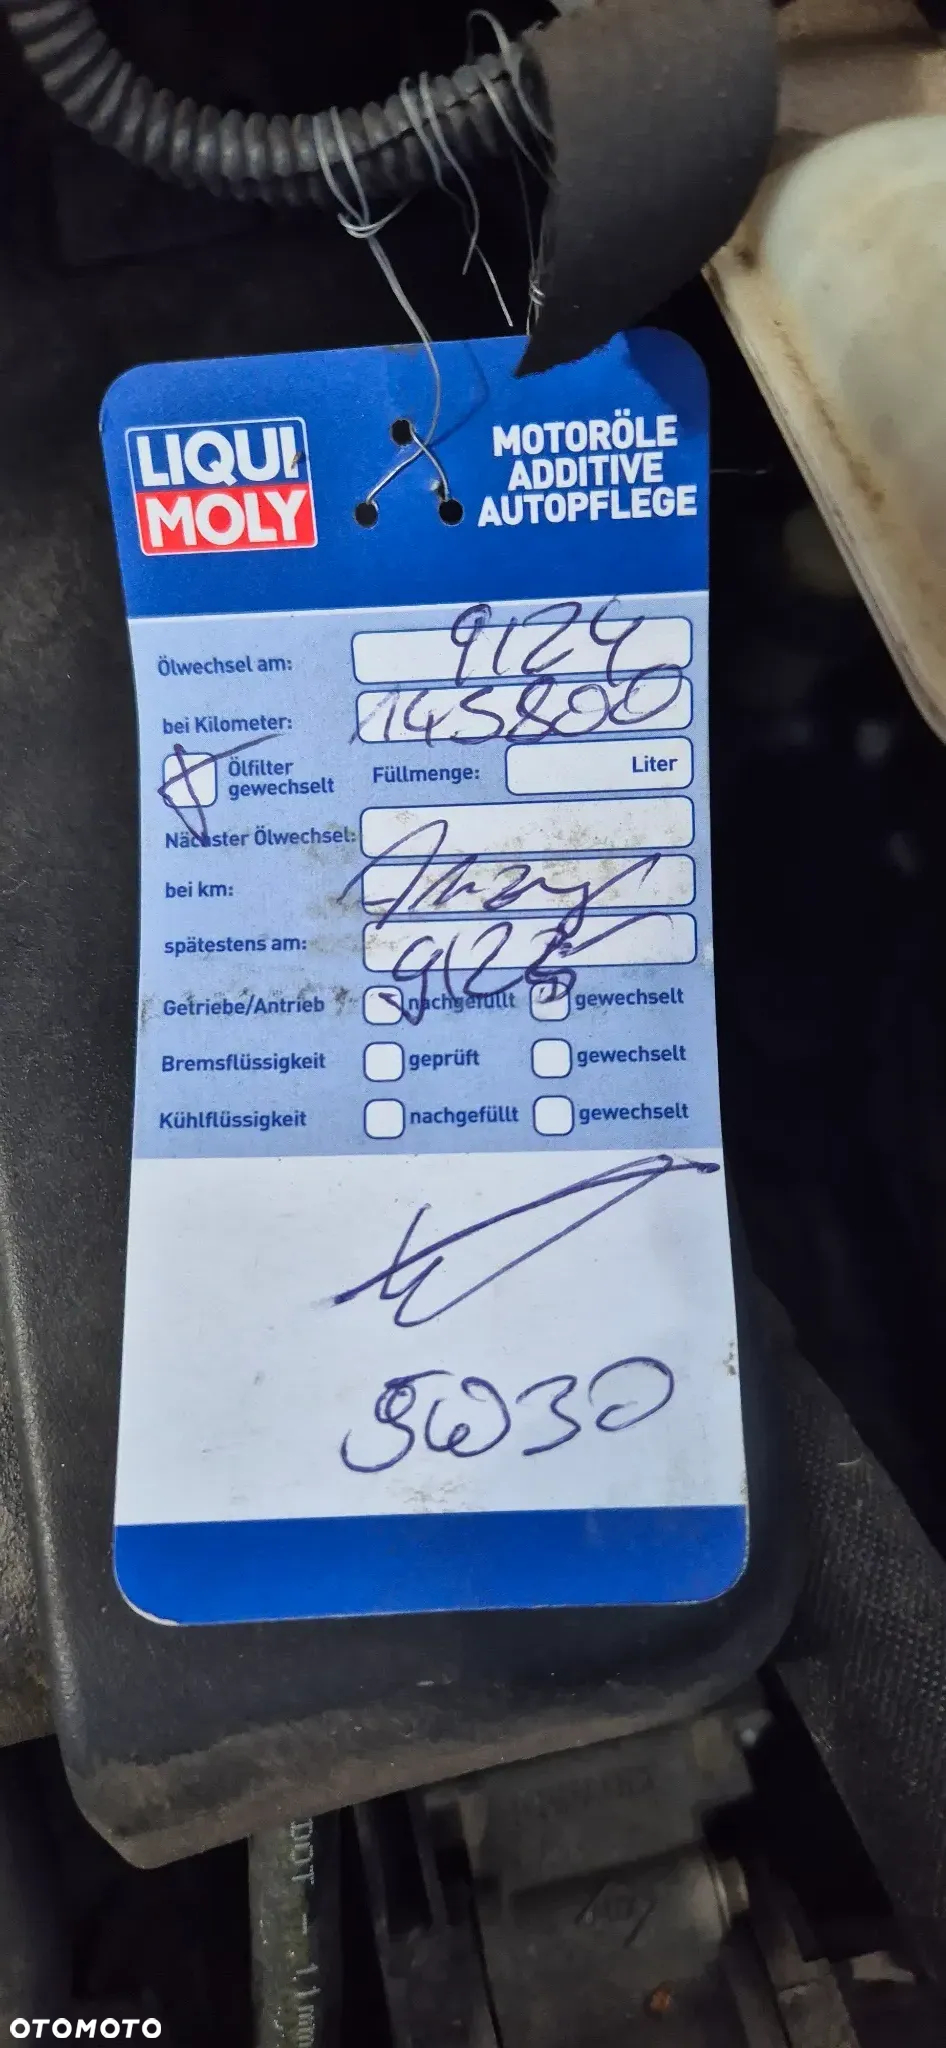 LIQUI
MOLY
MOTORÖLE
ADDITIVE
AUTOPFLEGE
Ölwechsel am: 9124
bei Kilometer: 145800
Ölfilter
gewechselt
Füllmenge: Liter
Nächster Ölwechsel:
bei km:
spätestens am: 9125
Getriebe/Antrieb nachgefüllt gewechselt
Bremsflüssigkeit geprüft gewechselt
Kühlflüssigkeit nachgefüllt gewechselt
5W30
OTOMOTO